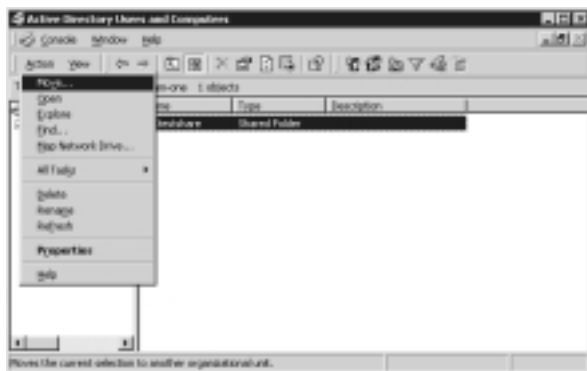 Active Directory Users and Computers
Console Window Help
Action View
Move...
Open
Explore
Find...
Map Network Drive...
All Tasks
Delete
Rename
Refresh
Properties
Help
1 objects
Type Description
testshare Shared Folder
Moves the current selection to another organizational unit.